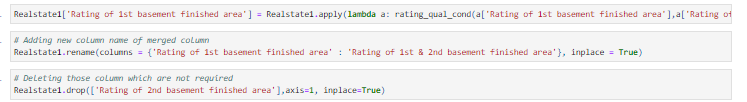 Realstate1['Rating of 1st basement finished area'] = Realstate1.apply(lambda a: rating_qual_cond(a['Rating of 1st basement finished area'],a['Rating of
# Adding new column name of merged column
Realstate1.rename(columns = {'Rating of 1st basement finished area' : 'Rating of 1st & 2nd basement finished area'}, inplace = True)
# Deleting those column which are not required
Realstate1.drop(['Rating of 2nd basement finished area'],axis=1, inplace=True)